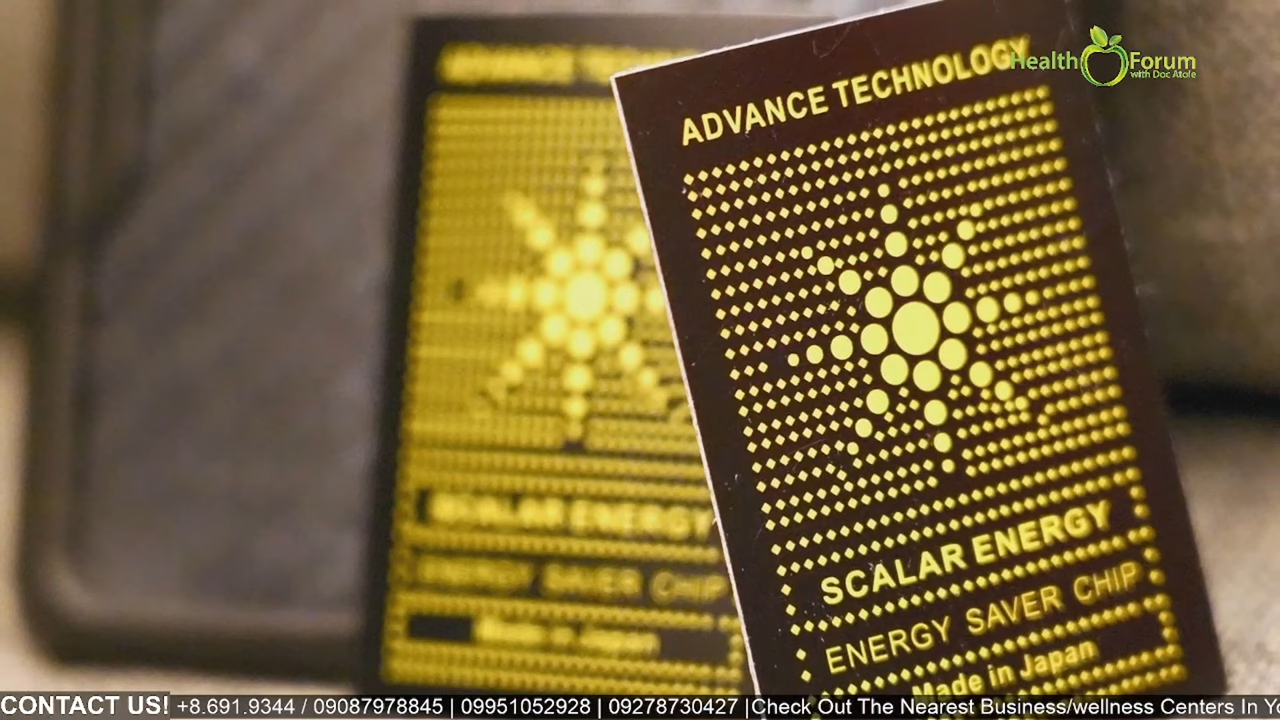 Health Forum
with Doc Atoie
ADVANCE TECHNOLOGY
SCALAR ENERGY
ENERGY SAVER CHIP
Made in Japan
SCALAR ENERGY
ENERGY SAVER CHIP
Made in Japan
CONTACT US! +8.691.9344 / 09087978845 | 09951052928 | 09278730427 |Check Out The Nearest Business/wellness Centers In Yo